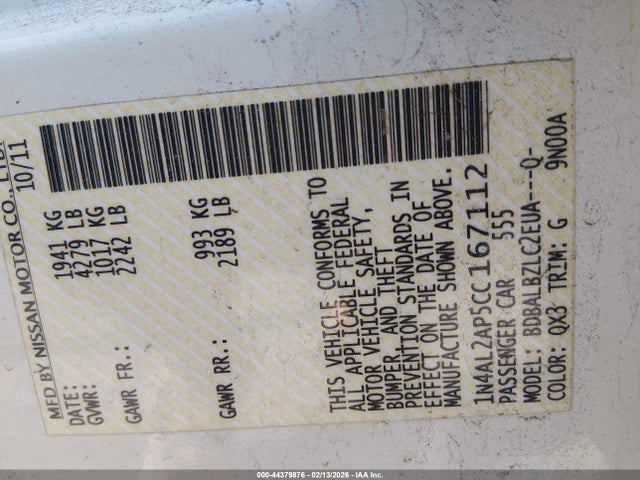 MFD BY NISSAN MOTOR CO., LTD.
DATE: 10/11
GVWR: 1941 KG
4279 LB
GAWR FR.: 1017 KG
2242 LB
GAWR RR.: 993 KG
2189 LB
THIS VEHICLE CONFORMS TO
ALL APPLICABLE FEDERAL
MOTOR VEHICLE SAFETY,
BUMPER AND THEFT
PREVENTION STANDARDS IN
EFFECT ON THE DATE OF
MANUFACTURE SHOWN ABOVE.
1N4AL2AP5CC167112
PASSENGER CAR 555
MODEL: BDBALBZLC2EUA---Q-
COLOR: QX3 TRIM: G 9N00A
000-44379876 - 02/13/2026 - IAA Inc.